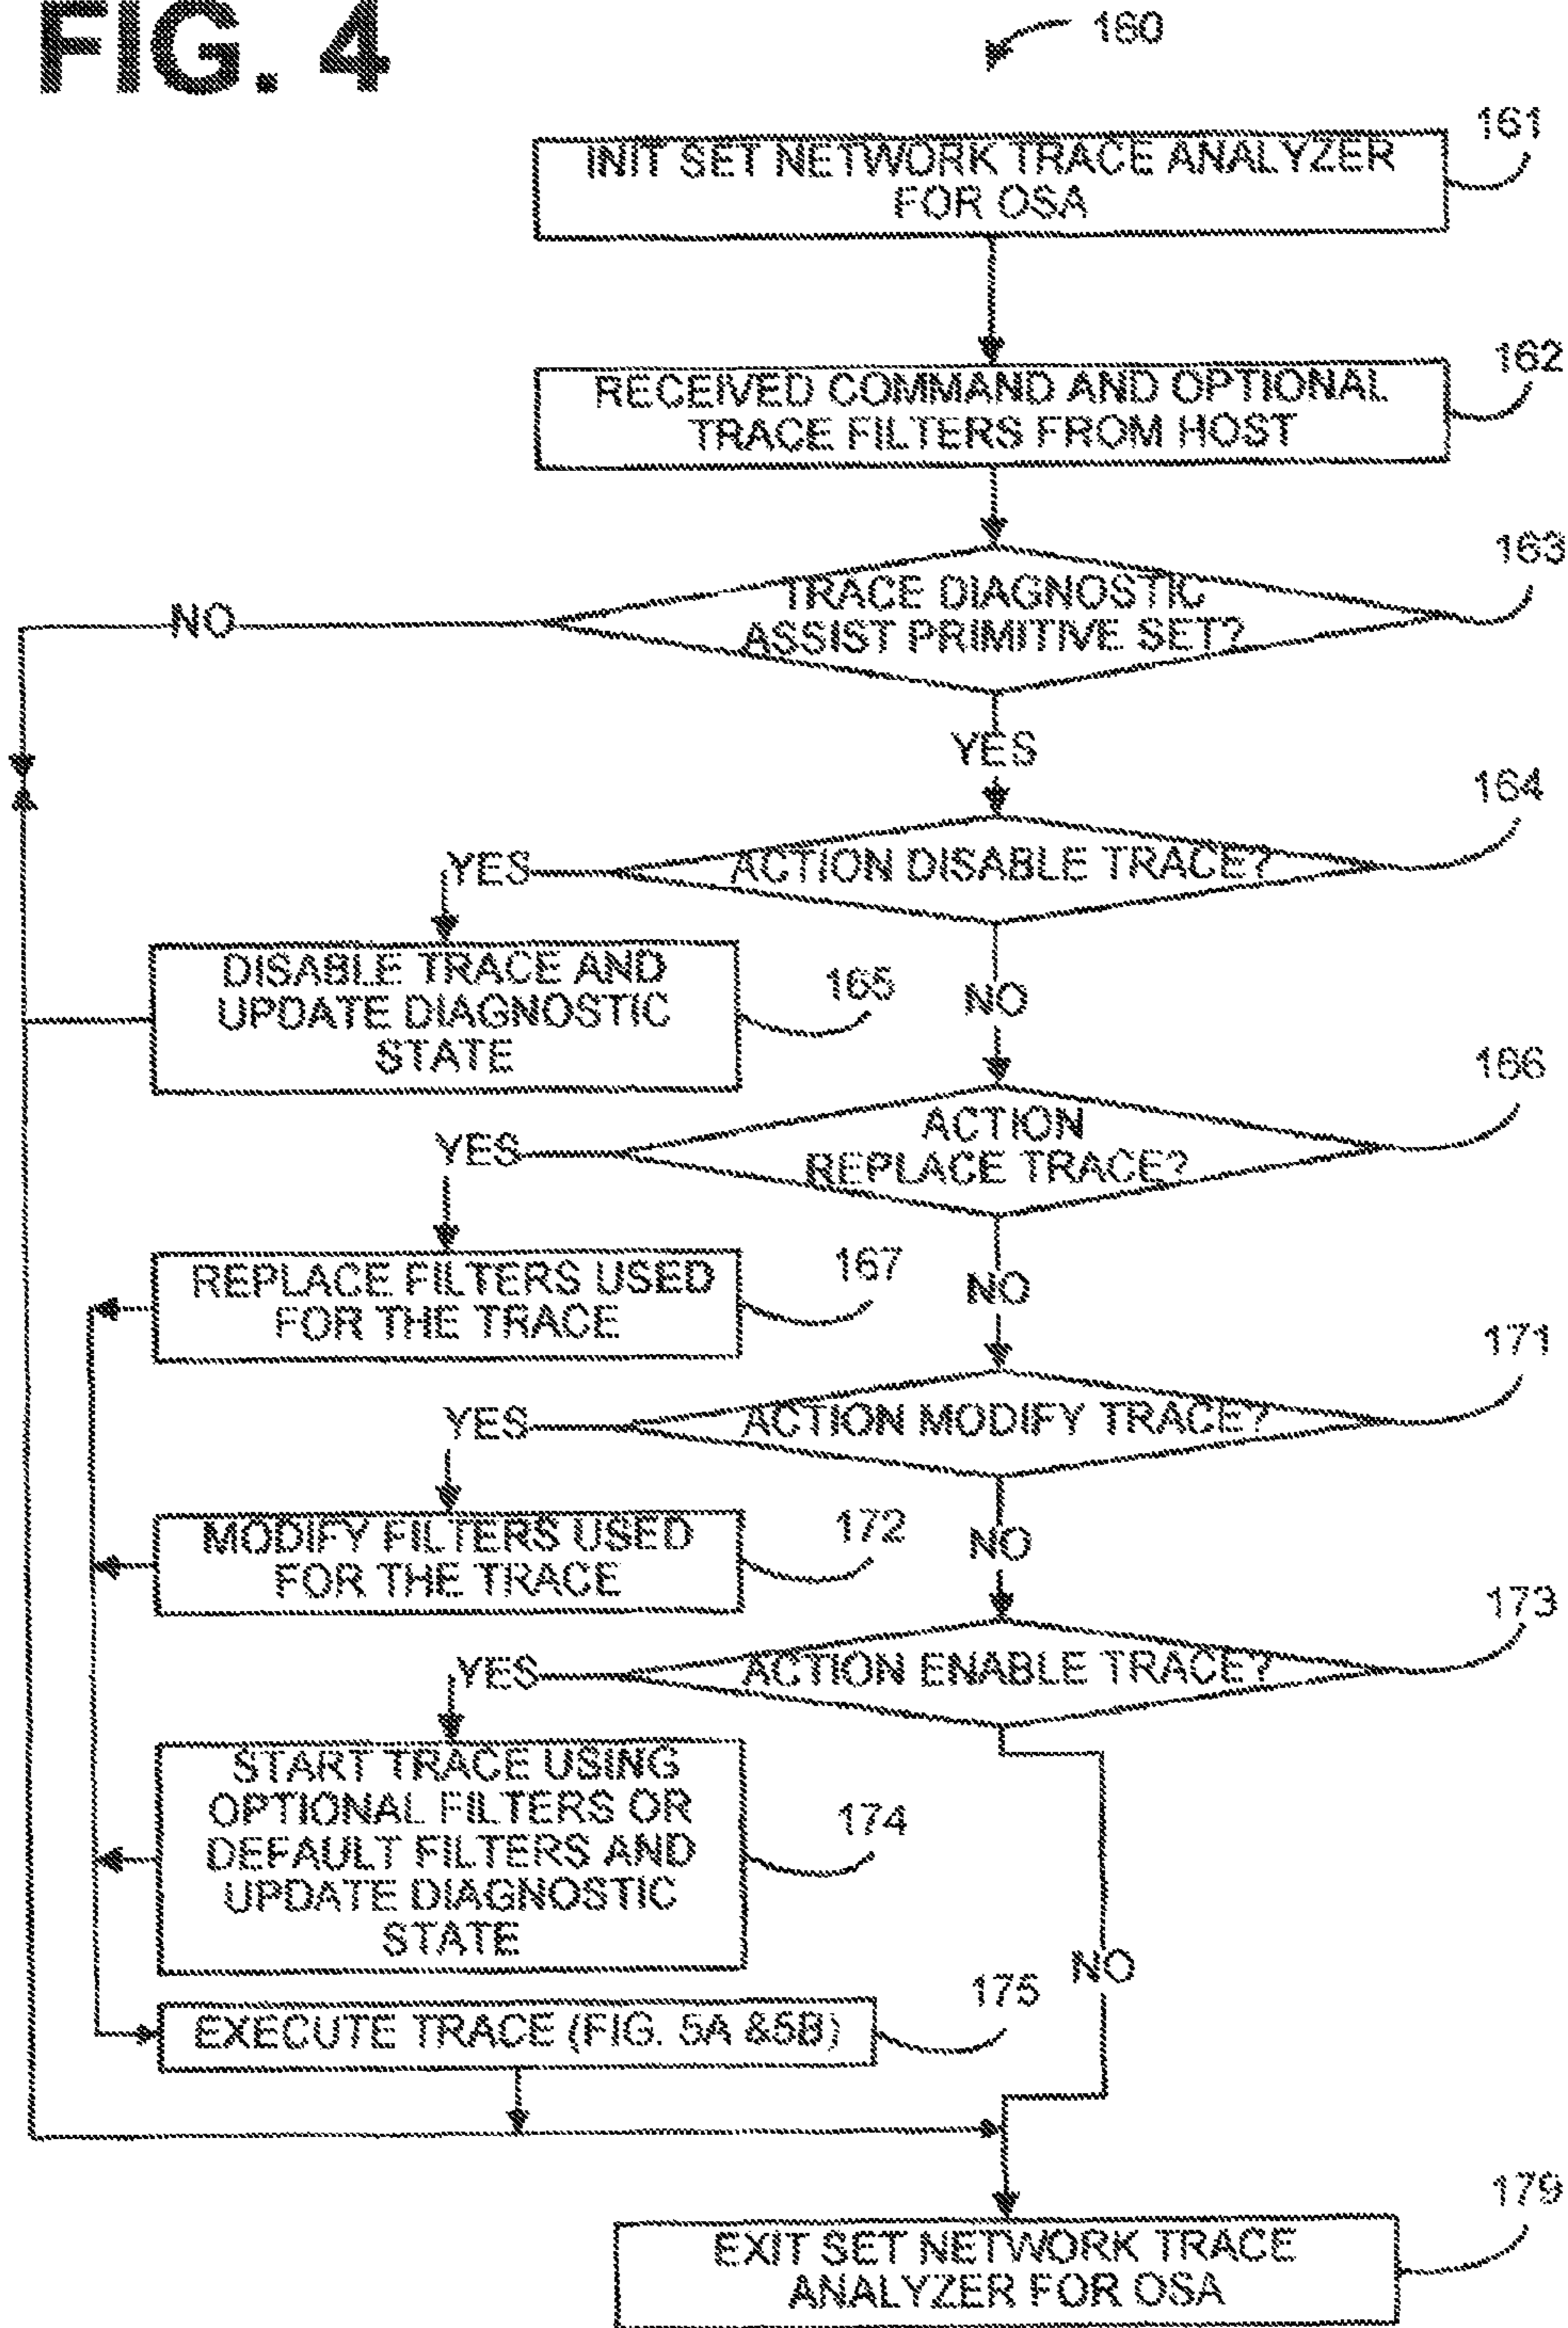 FIG. 4
160
161
INIT SET NETWORK TRACE ANALYZER
FOR OSA
162
RECEIVED COMMAND AND OPTIONAL
TRACE FILTERS FROM HOST
163
TRACE DIAGNOSTIC
ASSIST PRIMITIVE SET?
NO
YES
164
ACTION DISABLE TRACE?
YES
DISABLE TRACE AND
UPDATE DIAGNOSTIC
STATE
165
NO
166
ACTION
REPLACE TRACE?
YES
REPLACE FILTERS USED
FOR THE TRACE
167
NO
171
ACTION MODIFY TRACE?
YES
MODIFY FILTERS USED
FOR THE TRACE
172
NO
173
ACTION ENABLE TRACE?
YES
START TRACE USING
OPTIONAL FILTERS OR
DEFAULT FILTERS AND
UPDATE DIAGNOSTIC
STATE
174
NO
175
EXECUTE TRACE (FIG. 5A &5B)
179
EXIT SET NETWORK TRACE
ANALYZER FOR OSA